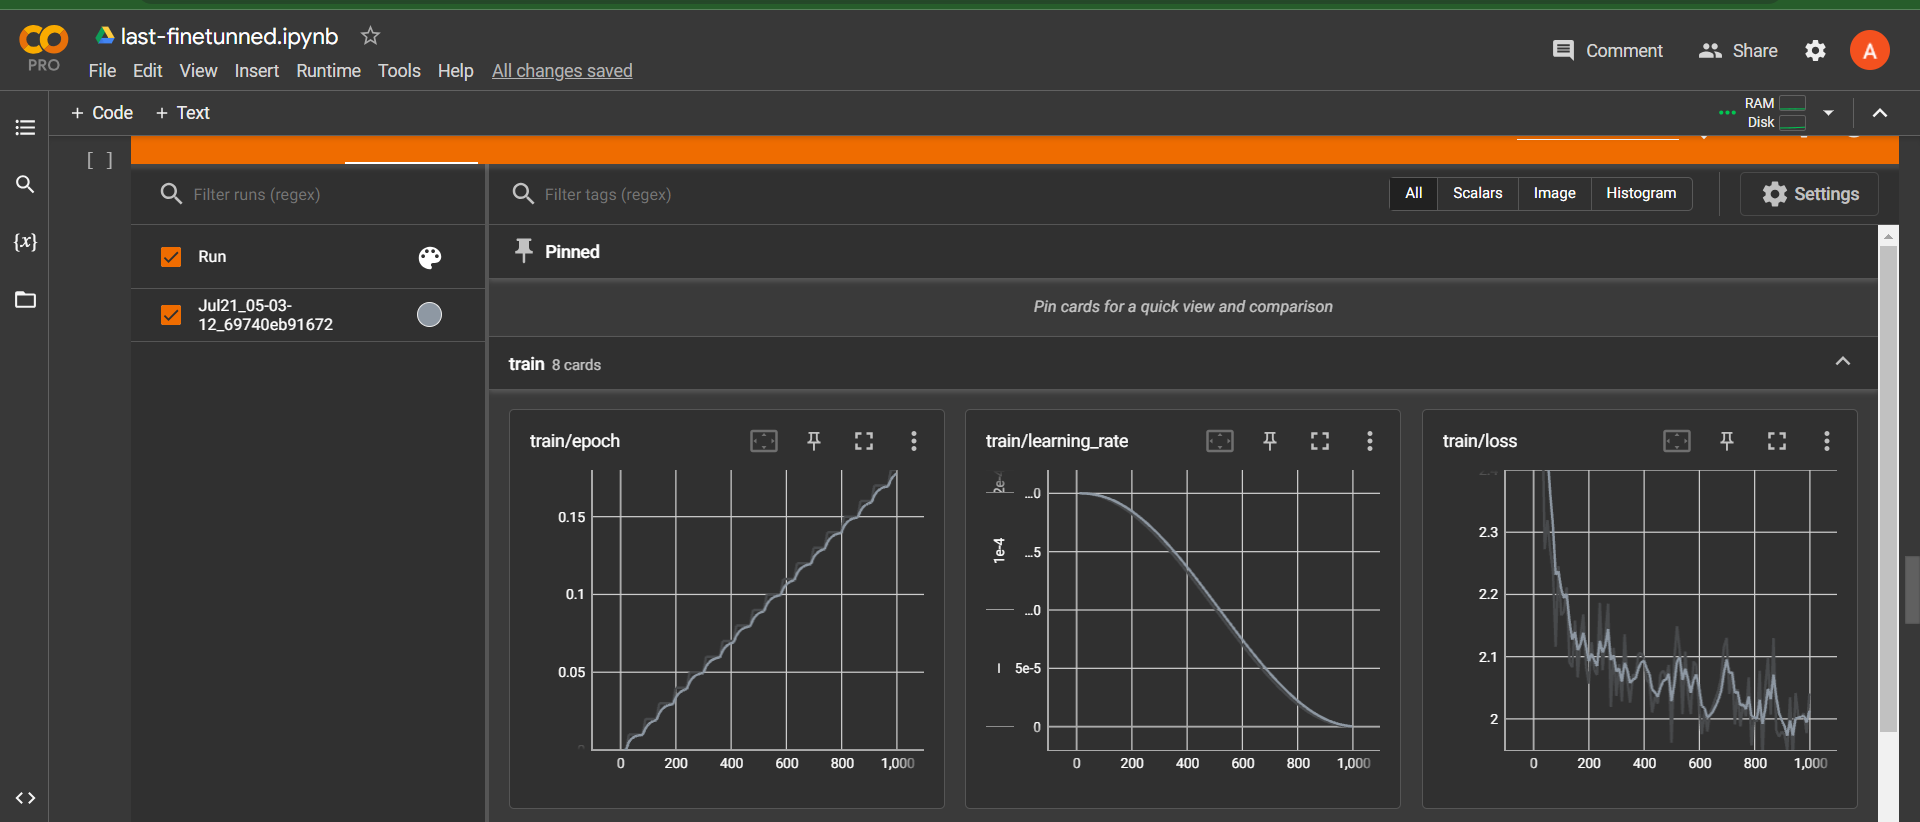 last-finetunned.ipynb
PRO
File Edit View Insert Runtime Tools Help All changes saved
Comment Share A
+ Code + Text
RAM
Disk
[ ]
Filter runs (regex)
Filter tags (regex)
All Scalars Image Histogram Settings
{x}
Run
Pinned
Jul21_05-03-
12_69740eb91672
Pin cards for a quick view and comparison
train 8 cards
train/epoch
0.15
0.1
0.05
0
0 200 400 600 800 1,000
train/learning_rate
2e-
1e-4
...0
...5
...0
5e-5
0
0 200 400 600 800 1,000
train/loss
2.4
2.3
2.2
2.1
2
0 200 400 600 800 1,000